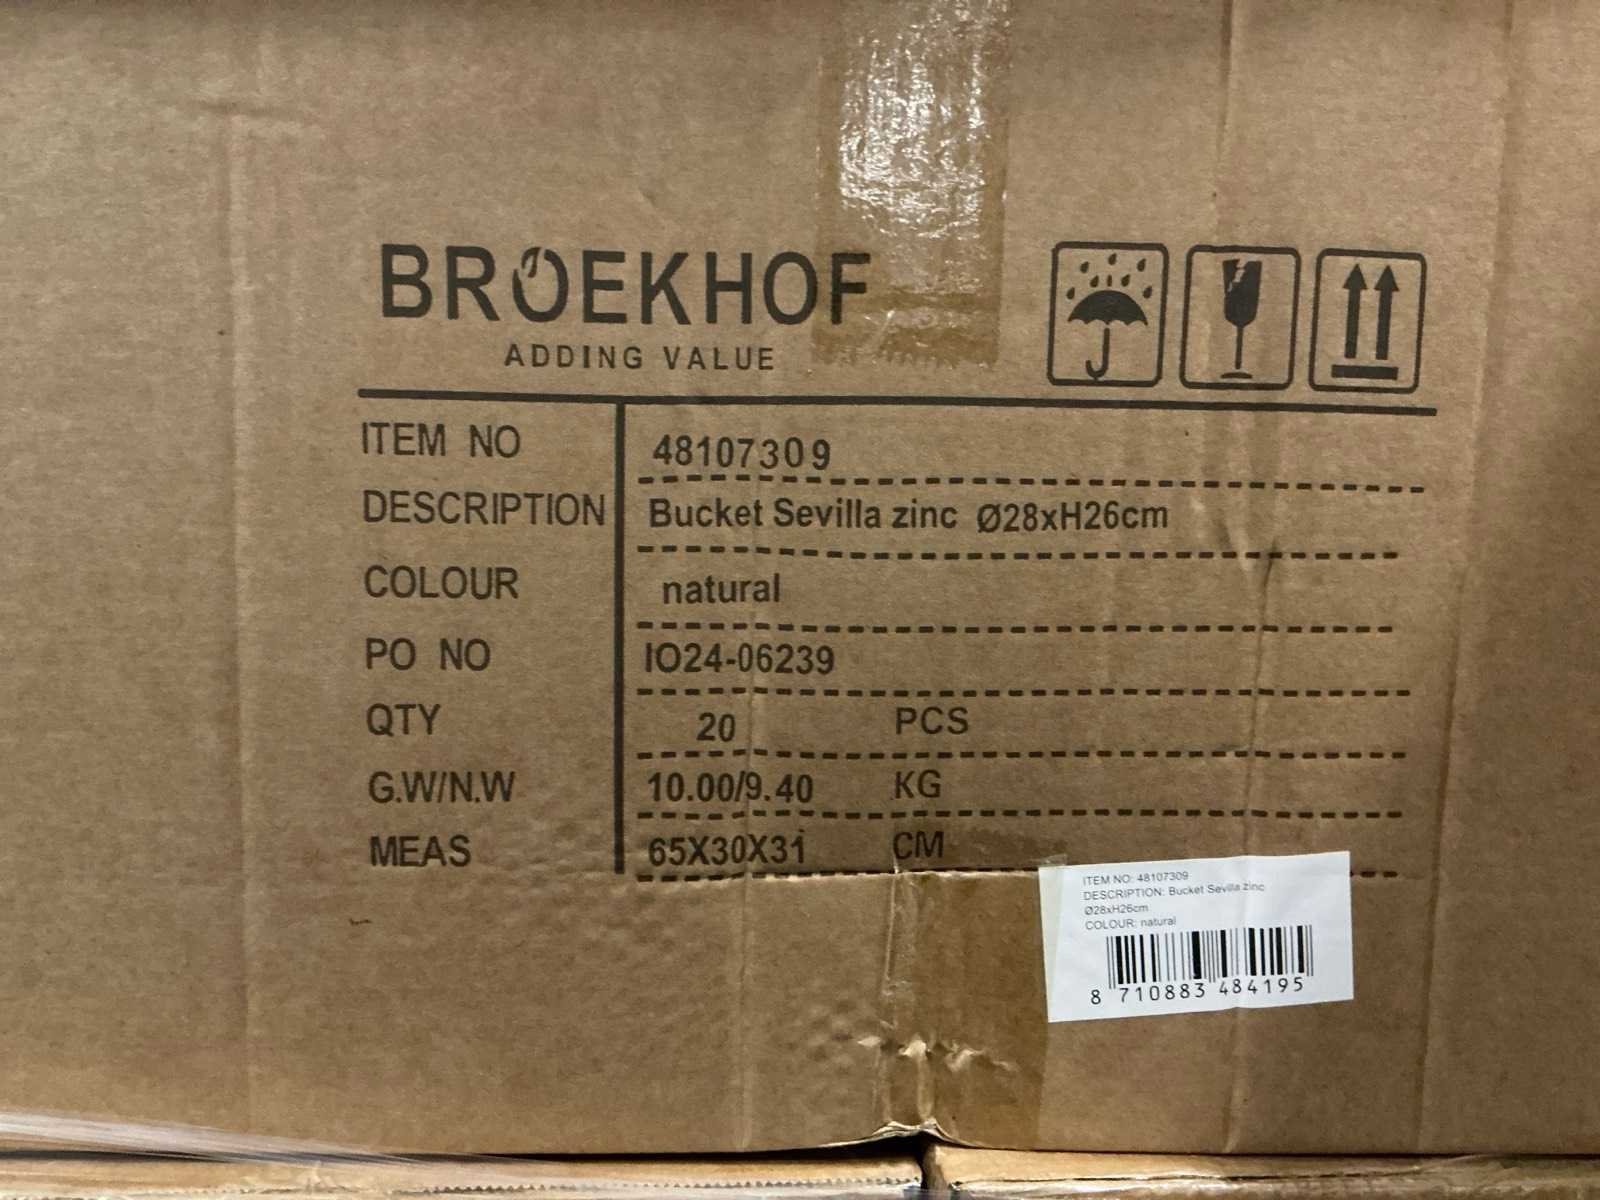 BROEKHOF
ADDING VALUE
ITEM NO 48107309
DESCRIPTION Bucket Sevilla zinc Ø28xH26cm
COLOUR natural
PO NO IO24-06239
QTY 20 PCS
G.W/N.W 10.00/9.40 KG
MEAS 65X30X31 CM
ITEM NO: 48107309
DESCRIPTION: Bucket Sevilla zinc
Ø28xH26cm
COLOUR: natural
8 710883 484195